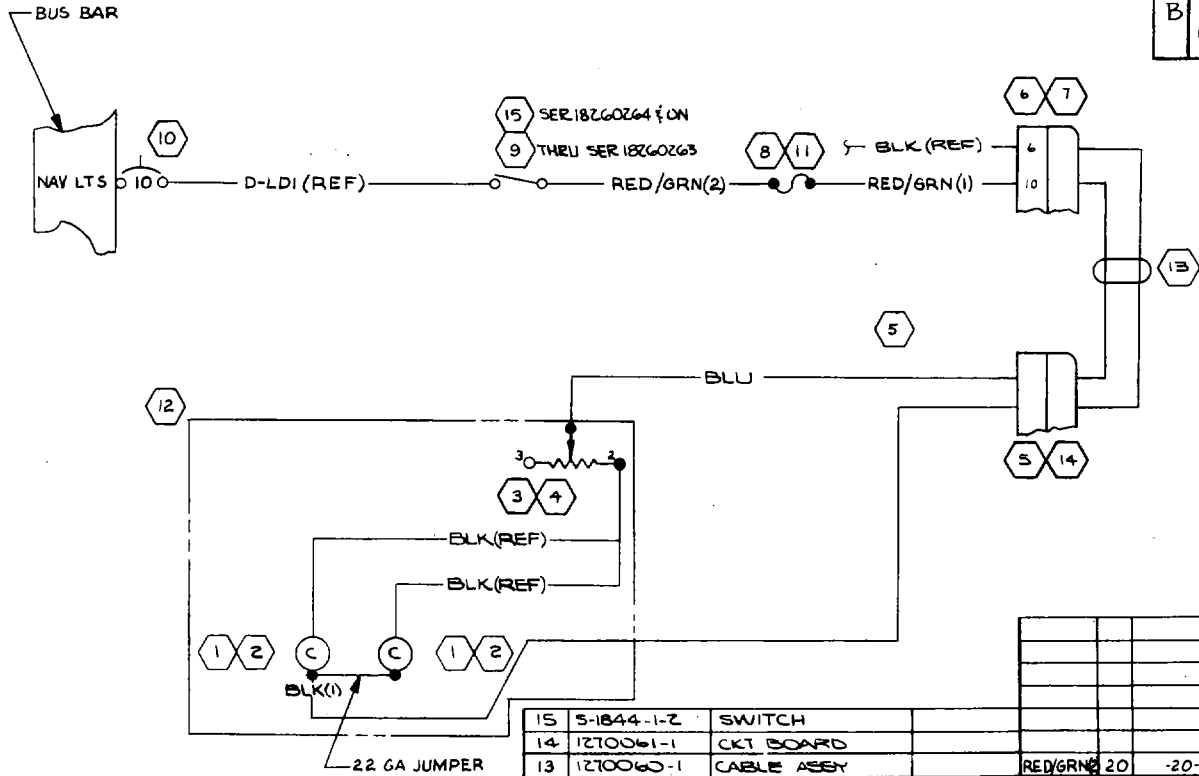 BUS BAR
B
10
NAV LTS
10
D-LD1 (REF)
15 SER 18260264 & ON
9 THRU SER 18260263
RED/GRN(2)
8 11
BLK (REF)
RED/GRN(1)
6 7
6
10
13
5
BLU
5 14
12
3
2
3 4
BLK(REF)
BLK(REF)
1 2
C
C
1 2
BLK(1)
22 GA JUMPER
15 S-1844-1-2 SWITCH
14 1270061-1 CKT BOARD
13 1270060-1 CABLE ASSY
RED/GRN 20 -20-